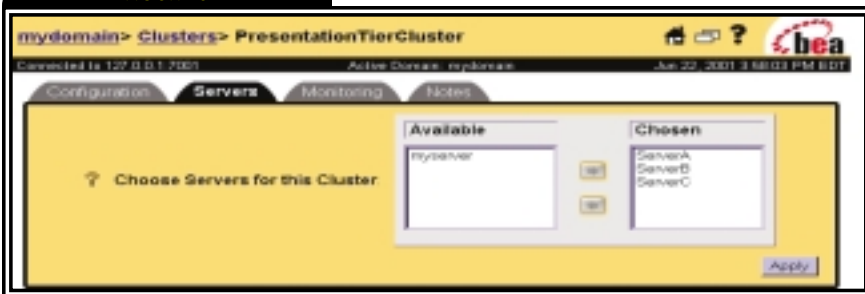 mydomain> Clusters> PresentationTierCluster
? bea
Connected to 127.0.0.1:7001 Active Domain: mydomain Jun 22, 2001 3:58:03 PM EDT
Configuration Servers Monitoring Notes
Available Chosen
? Choose Servers for this Cluster:
myserver
ServerA
ServerB
ServerC
Apply